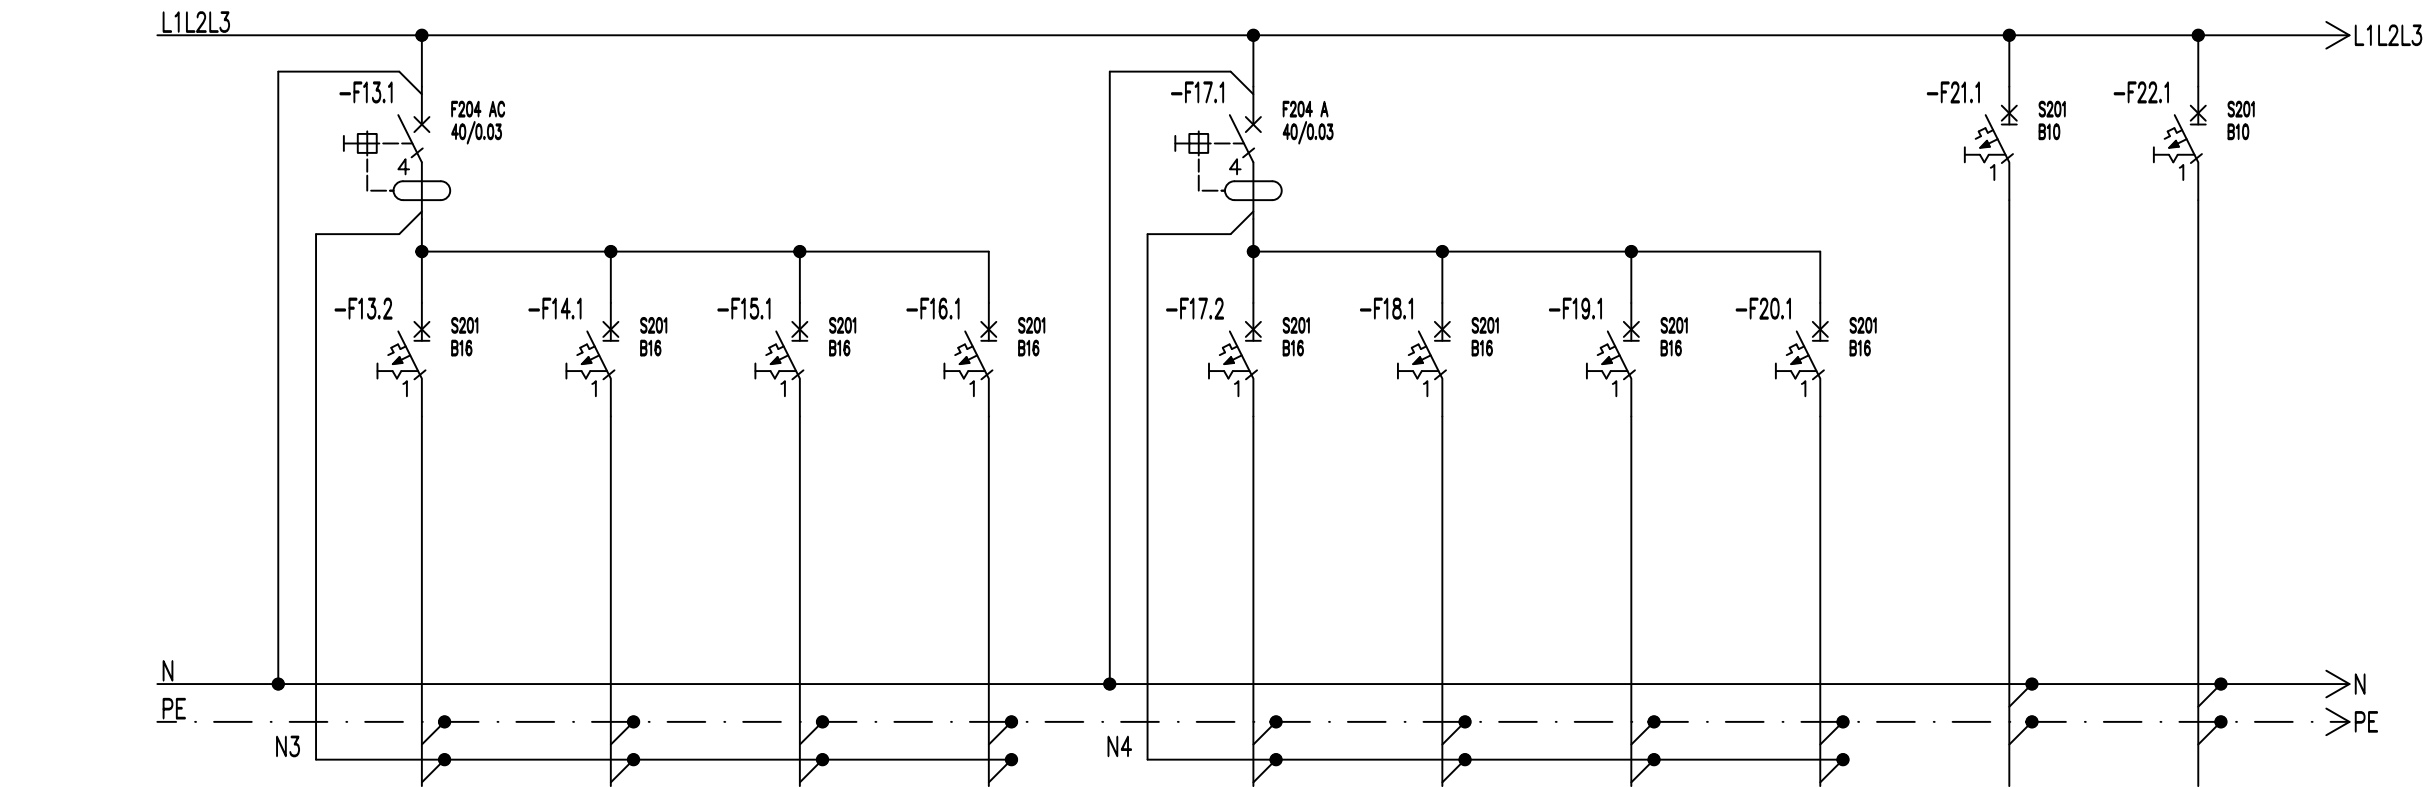 L1L2L3
L1L2L3
-F13.1
F204 AC
40/0.03
4
-F17.1
F204 A
40/0.03
4
-F21.1
S201
B10
1
-F22.1
S201
B10
1
-F13.2
S201
B16
1
-F14.1
S201
B16
1
-F15.1
S201
B16
1
-F16.1
S201
B16
1
-F17.2
S201
B16
1
-F18.1
S201
B16
1
-F19.1
S201
B16
1
-F20.1
S201
B16
1
N
N
PE
PE
N3
N4